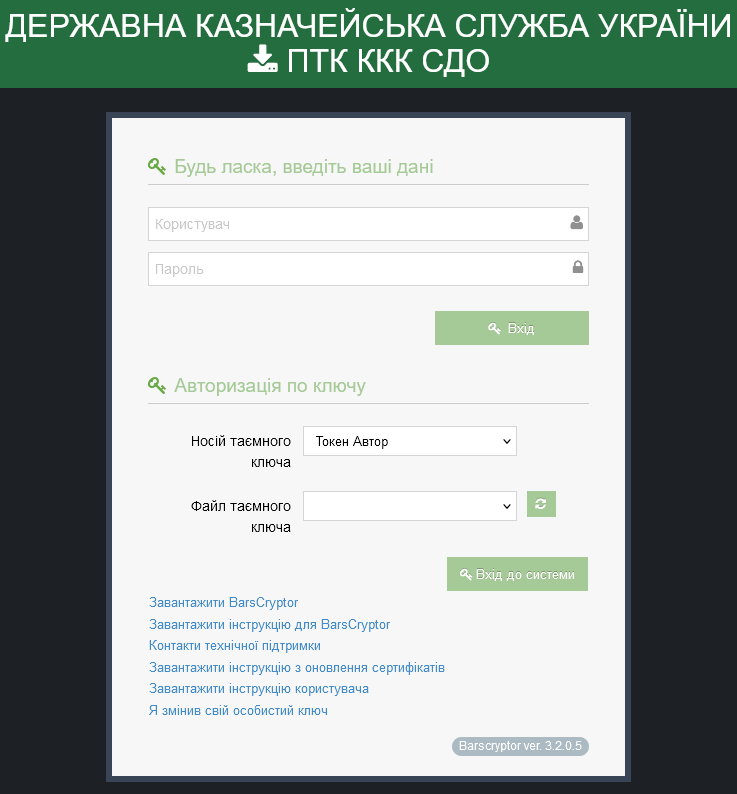 ДЕРЖАВНА КАЗНАЧЕЙСЬКА СЛУЖБА УКРАЇНИ
ПТК ККК СДО
Будь ласка, введіть ваші дані
Користувач
Пароль
Вхід
Авторизація по ключу
Носій таємного
ключа
Токен Автор
Файл таємного
ключа
Вхід до системи
Завантажити BarsCryptor
Завантажити інструкцію для BarsCryptor
Контакти технічної підтримки
Завантажити інструкцію з оновлення сертифікатів
Завантажити інструкцію користувача
Я змінив свій особистий ключ
Barscryptor ver. 3.2.0.5